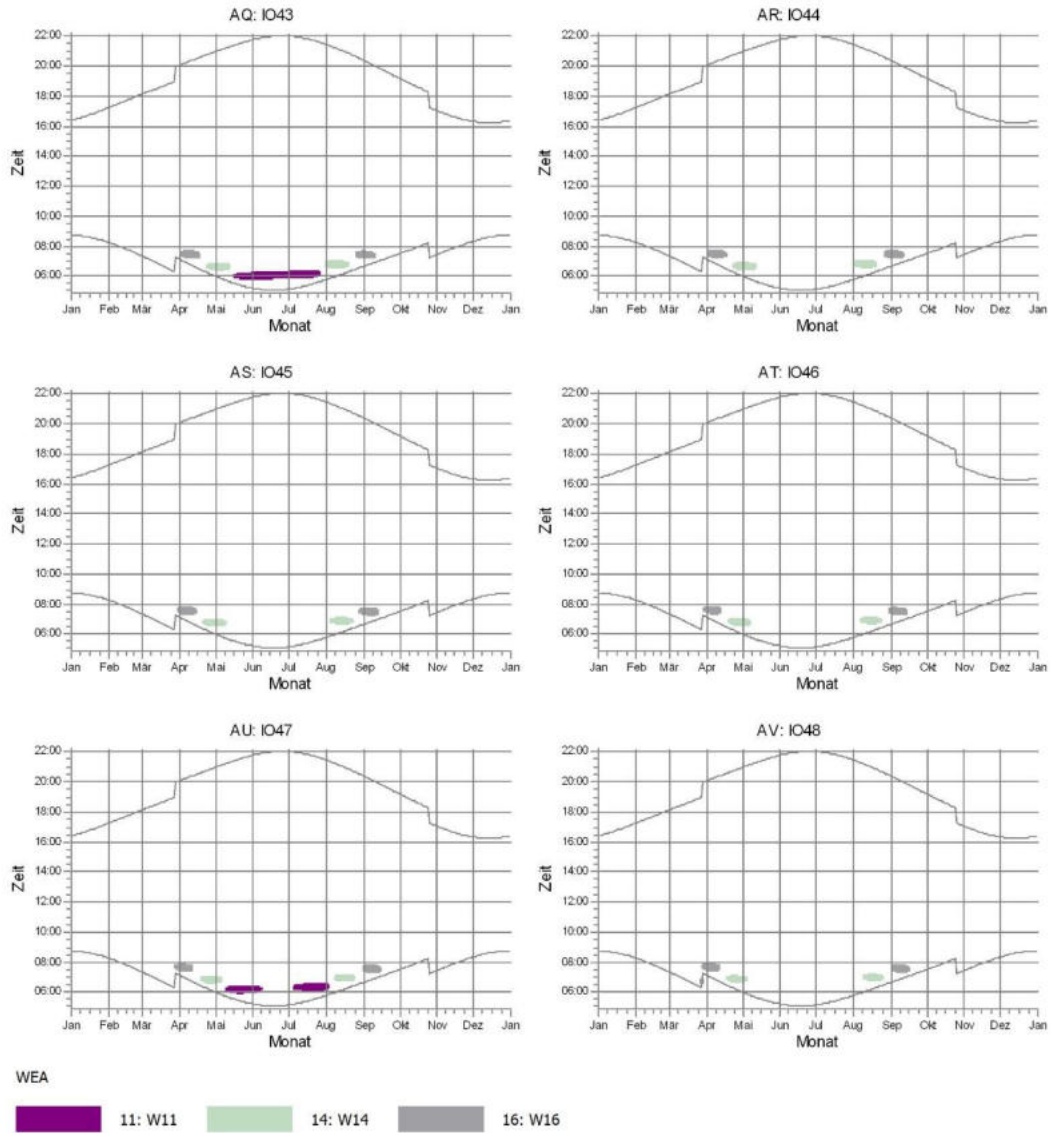 AQ: IO43
22:00
20:00
18:00
16:00
14:00
12:00
10:00
08:00
06:00
Zeit
Jan Feb Mär Apr Mai Jun Jul Aug Sep Okt Nov Dez Jan
Monat
AR: IO44
22:00
20:00
18:00
16:00
14:00
12:00
10:00
08:00
06:00
Zeit
Jan Feb Mär Apr Mai Jun Jul Aug Sep Okt Nov Dez Jan
Monat
AS: IO45
22:00
20:00
18:00
16:00
14:00
12:00
10:00
08:00
06:00
Zeit
Jan Feb Mär Apr Mai Jun Jul Aug Sep Okt Nov Dez Jan
Monat
AT: IO46
22:00
20:00
18:00
16:00
14:00
12:00
10:00
08:00
06:00
Zeit
Jan Feb Mär Apr Mai Jun Jul Aug Sep Okt Nov Dez Jan
Monat
AU: IO47
22:00
20:00
18:00
16:00
14:00
12:00
10:00
08:00
06:00
Zeit
Jan Feb Mär Apr Mai Jun Jul Aug Sep Okt Nov Dez Jan
Monat
AV: IO48
22:00
20:00
18:00
16:00
14:00
12:00
10:00
08:00
06:00
Zeit
Jan Feb Mär Apr Mai Jun Jul Aug Sep Okt Nov Dez Jan
Monat
WEA
11: W11 14: W14 16: W16